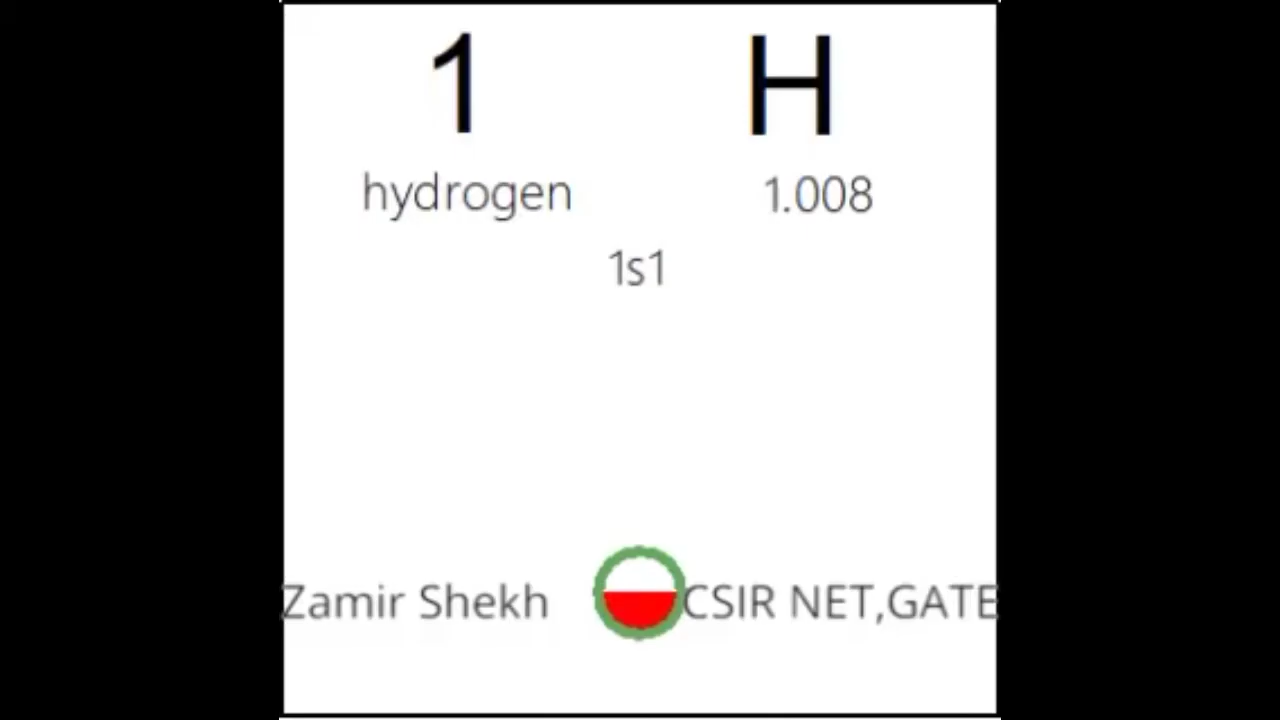 1 H
hydrogen 1.008
1s1
Zamir Shekh CSIR NET,GATE